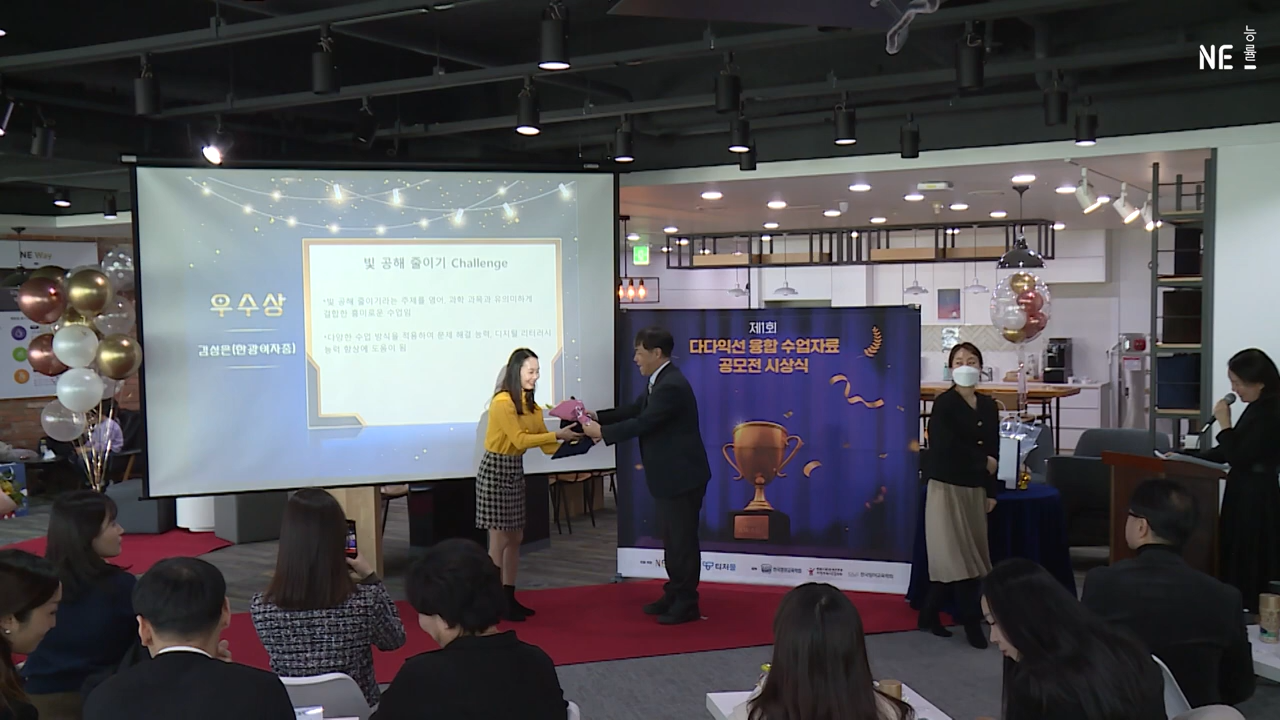 NE 능률
NE Way
빛 공해 줄이기 Challenge
우수상
*빛 공해 줄이기라는 주제를 영어, 과학 과목과 유의미하게
결합한 흥미로운 수업임
김성은(한광여자중)
*다양한 수업 방식을 적용하여 문제 해결 능력, 디지털 리터러시
능력 향상에 도움이 됨
제1회
다다익선 융합 수업자료
공모전 시상식
티처몰